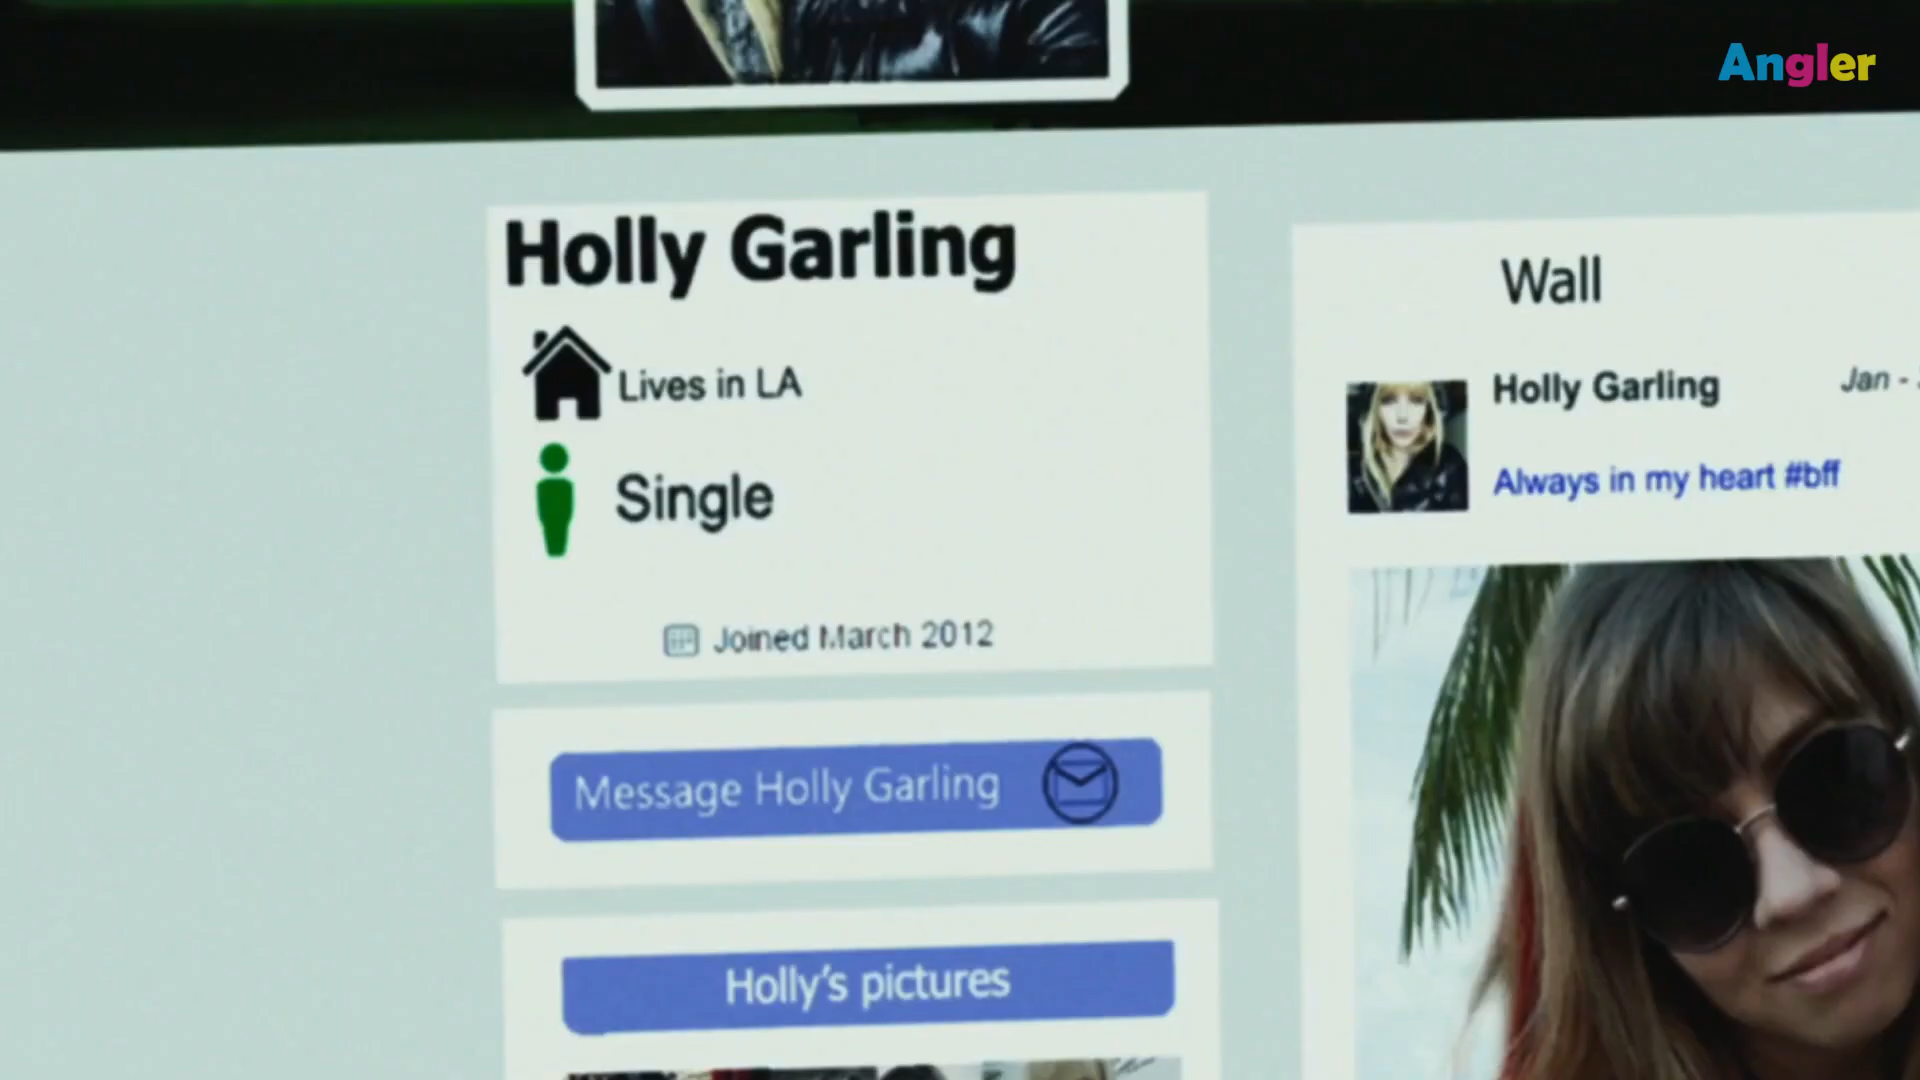 Angler
Holly Garling
Lives in LA
Single
Joined March 2012
Message Holly Garling
Holly's pictures
Wall
Holly Garling
Jan -
Always in my heart #bff